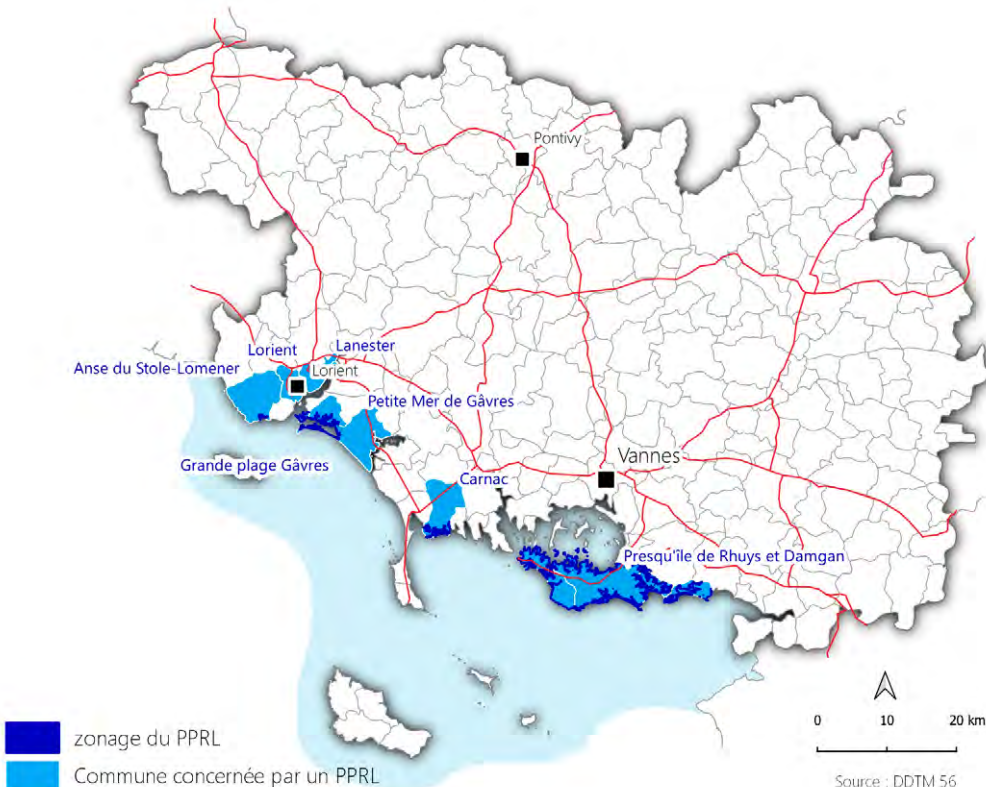 Pontivy
Lorient
Lanester
Anse du Stole-Lomener
Lorient
Petite Mer de Gâvres
Grande plage Gâvres
Vannes
Carnac
Presqu'île de Rhuys et Damgan
0 10 20 km
zonage du PPRL
Commune concernée par un PPRL
Source : DDTM 56